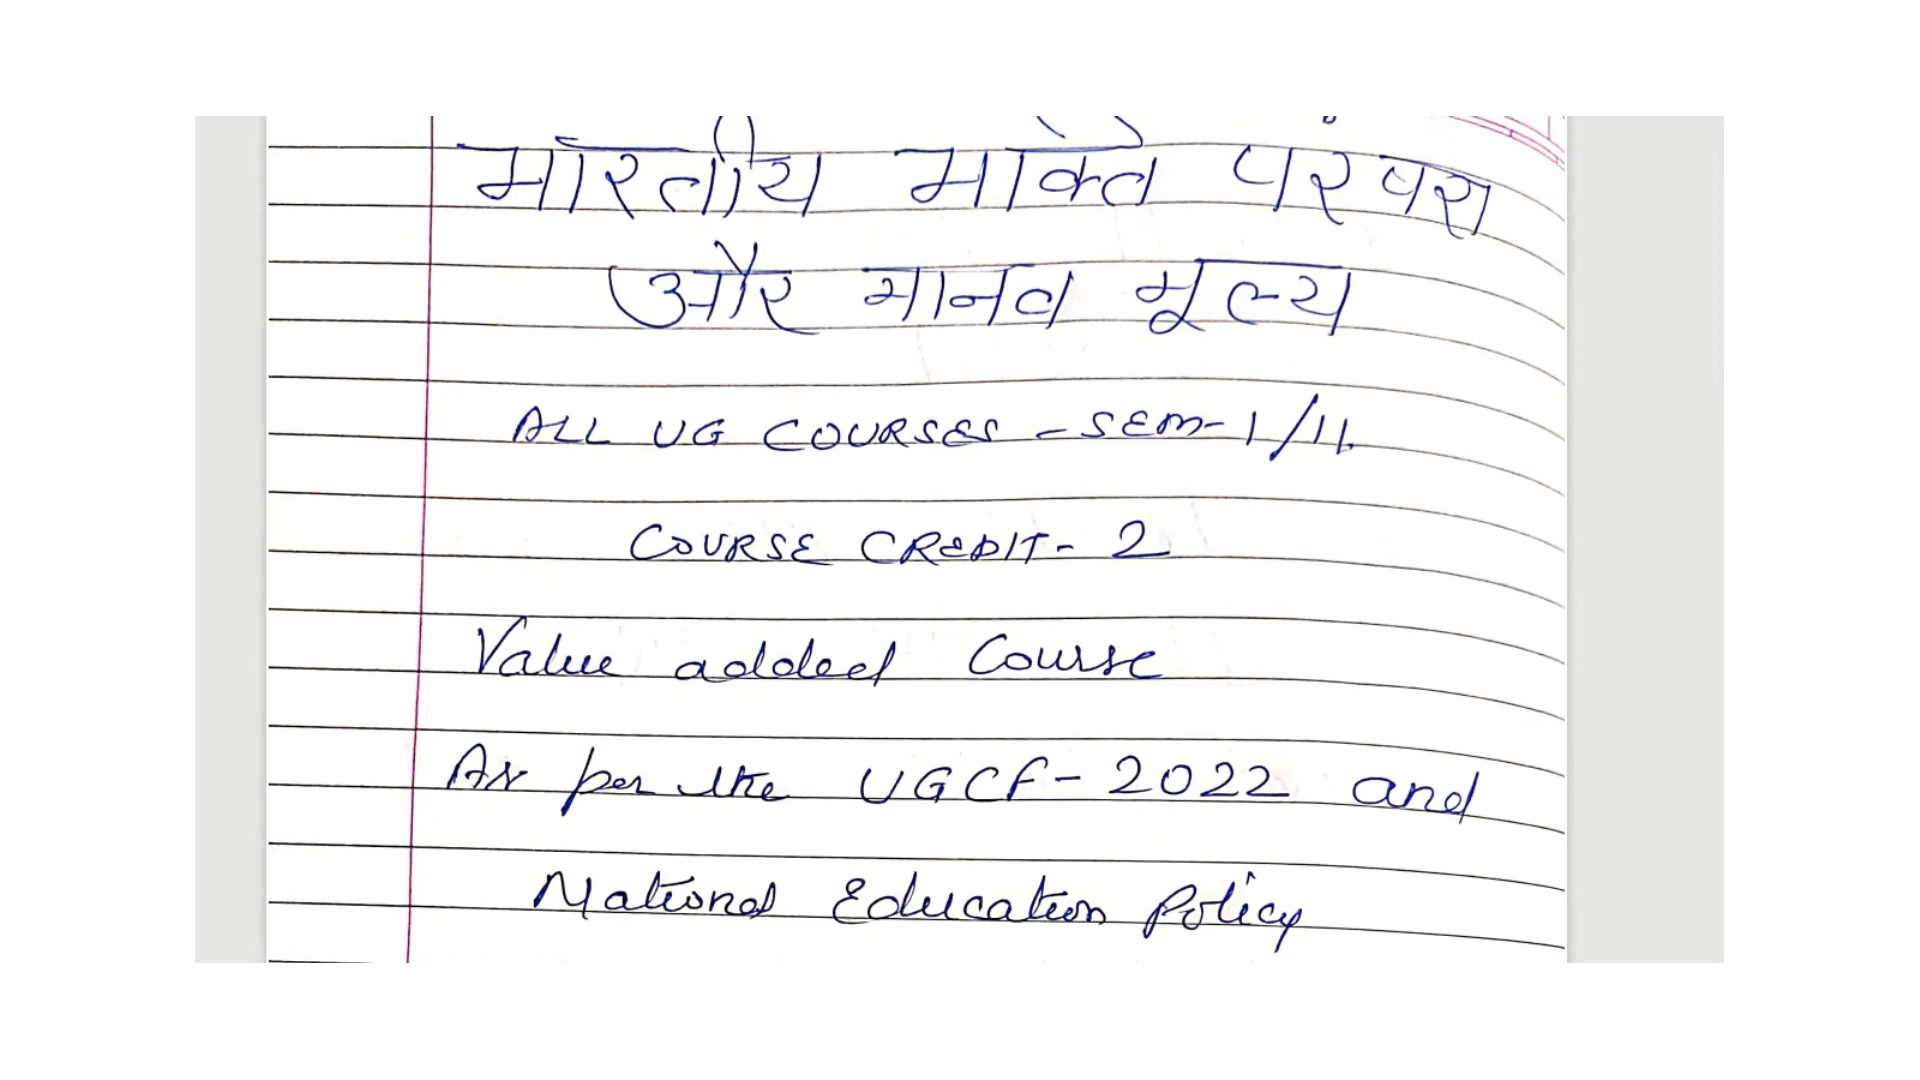 भारतीय भक्ति परंपरा
और मानव मूल्य
ALL UG COURSES - SEM-I/II.
COURSE CREDIT- 2
Value added Course
As per the UGCF-2022 and
National Education Policy